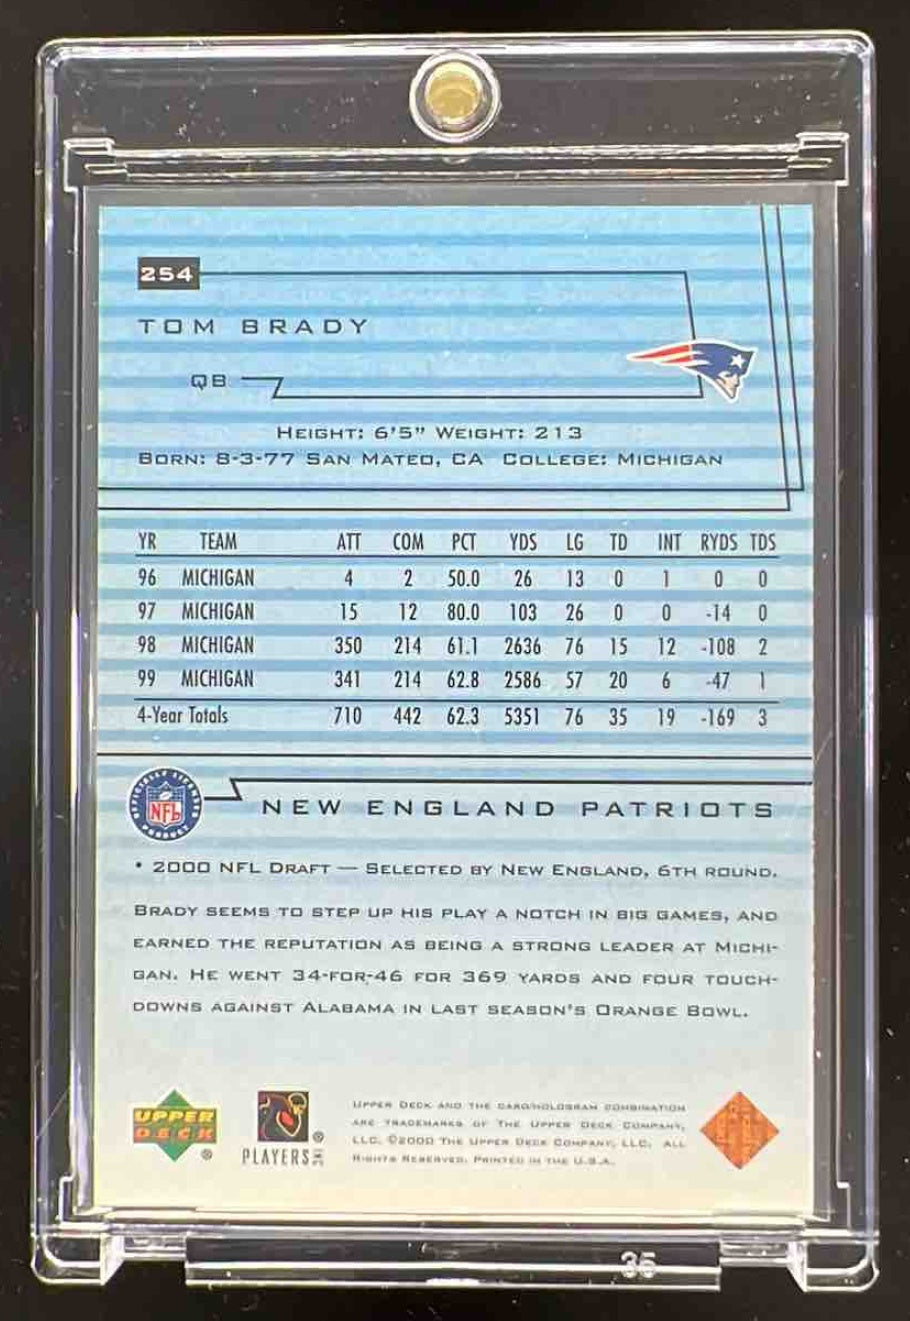 254
TOM BRADY
QB
HEIGHT: 6'5" WEIGHT: 213
BORN: 8-3-77 SAN MATEO, CA COLLEGE: MICHIGAN
YR TEAM ATT COM PCT YDS LG TD INT RYDS TDS
96 MICHIGAN 4 2 50.0 26 13 0 1 0 0
97 MICHIGAN 15 12 80.0 103 26 0 0 -14 0
98 MICHIGAN 350 214 61.1 2636 76 15 12 -108 2
99 MICHIGAN 341 214 62.8 2586 57 20 6 -47 1
4-Year Totals 710 442 62.3 5351 76 35 19 -169 3
OFFICIALLY LICENSED
NFL
PRODUCT
NEW ENGLAND PATRIOTS
• 2000 NFL DRAFT — SELECTED BY NEW ENGLAND, 6TH ROUND.
BRADY SEEMS TO STEP UP HIS PLAY A NOTCH IN BIG GAMES, AND
EARNED THE REPUTATION AS BEING A STRONG LEADER AT MICHI-
GAN. HE WENT 34-FOR-46 FOR 369 YARDS AND FOUR TOUCH-
DOWNS AGAINST ALABAMA IN LAST SEASON'S ORANGE BOWL.
UPPER
DECK
®
PLAYERS INC
®
UPPER DECK AND THE CARD/HOLOGRAM COMBINATION
ARE TRADEMARKS OF THE UPPER DECK COMPANY,
LLC. ©2000 THE UPPER DECK COMPANY, LLC. ALL
RIGHTS RESERVED. PRINTED IN THE U.S.A.
35